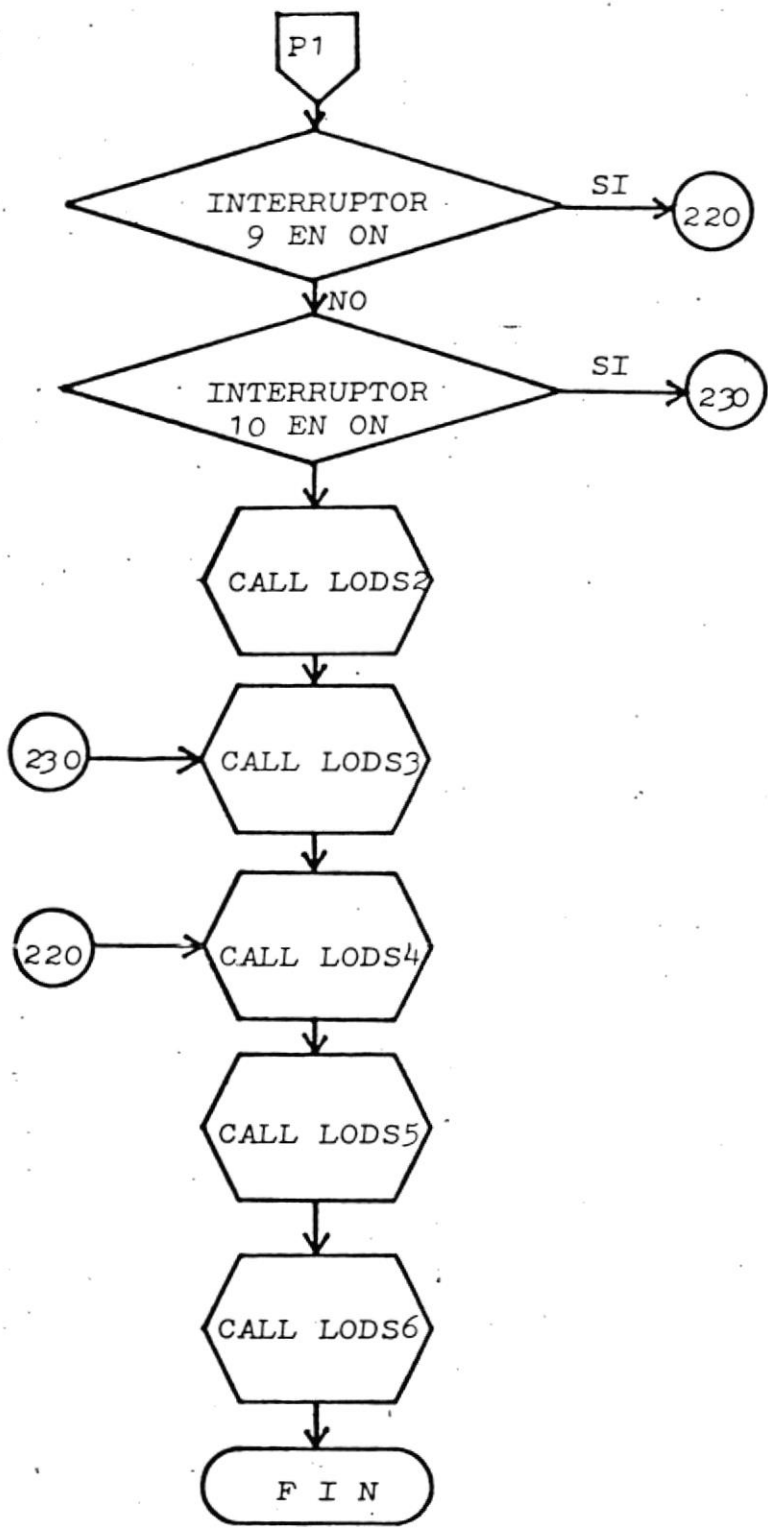 P1
INTERRUPTOR
9 EN ON
SI
220
NO
INTERRUPTOR
10 EN ON
SI
230
CALL LODS2
230
CALL LODS3
220
CALL LODS4
CALL LODS5
CALL LODS6
F I N